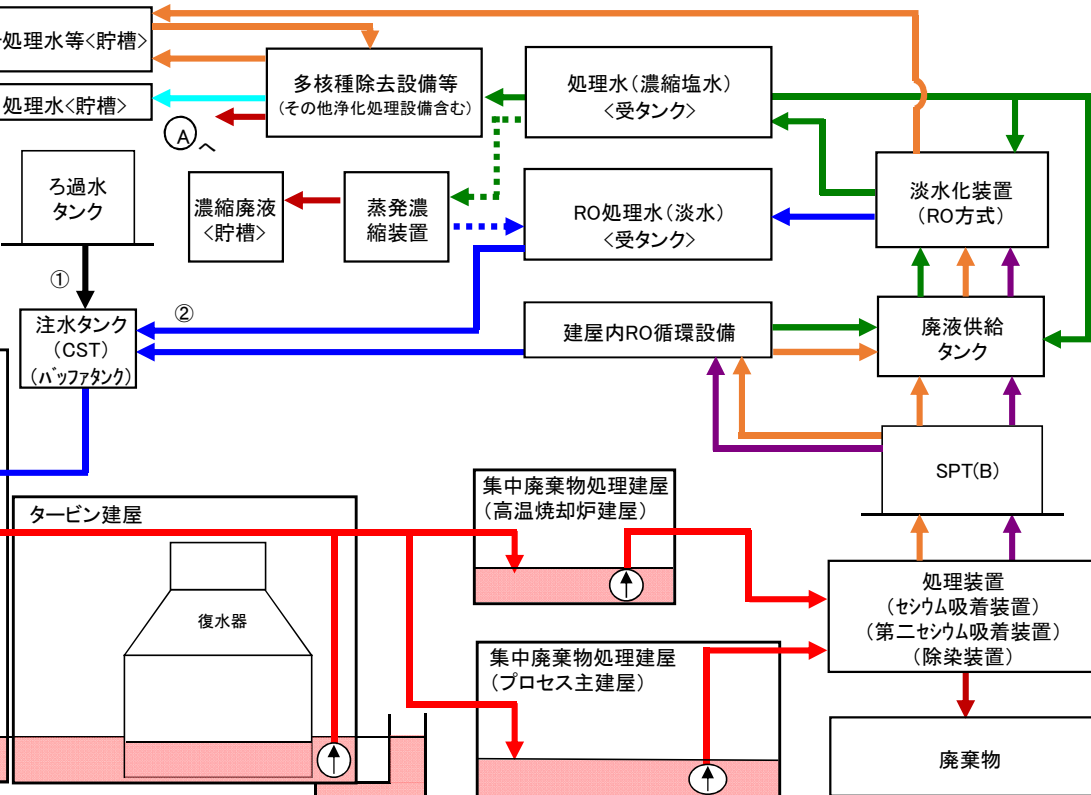 処理水等<貯槽>
処理水<貯槽>
多核種除去設備等
(その他浄化処理設備含む)
処理水(濃縮塩水)
<受タンク>
Aへ
ろ過水
タンク
濃縮廃液
<貯槽>
蒸発濃
縮装置
RO処理水(淡水)
<受タンク>
淡水化装置
(RO方式)
①
②
注水タンク
(CST)
(バッファタンク)
建屋内RO循環設備
廃液供給
タンク
SPT(B)
タービン建屋
復水器
集中廃棄物処理建屋
(高温焼却炉建屋)
集中廃棄物処理建屋
(プロセス主建屋)
処理装置
(セシウム吸着装置)
(第二セシウム吸着装置)
(除染装置)
廃棄物